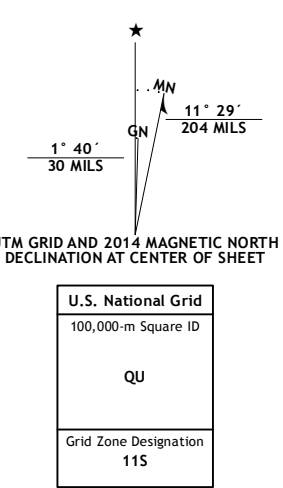 ★
MN
GN
11° 29´
204 MILS
1° 40´
30 MILS
UTM GRID AND 2014 MAGNETIC NORTH
DECLINATION AT CENTER OF SHEET
U.S. National Grid
100,000-m Square ID
QU
Grid Zone Designation
11S